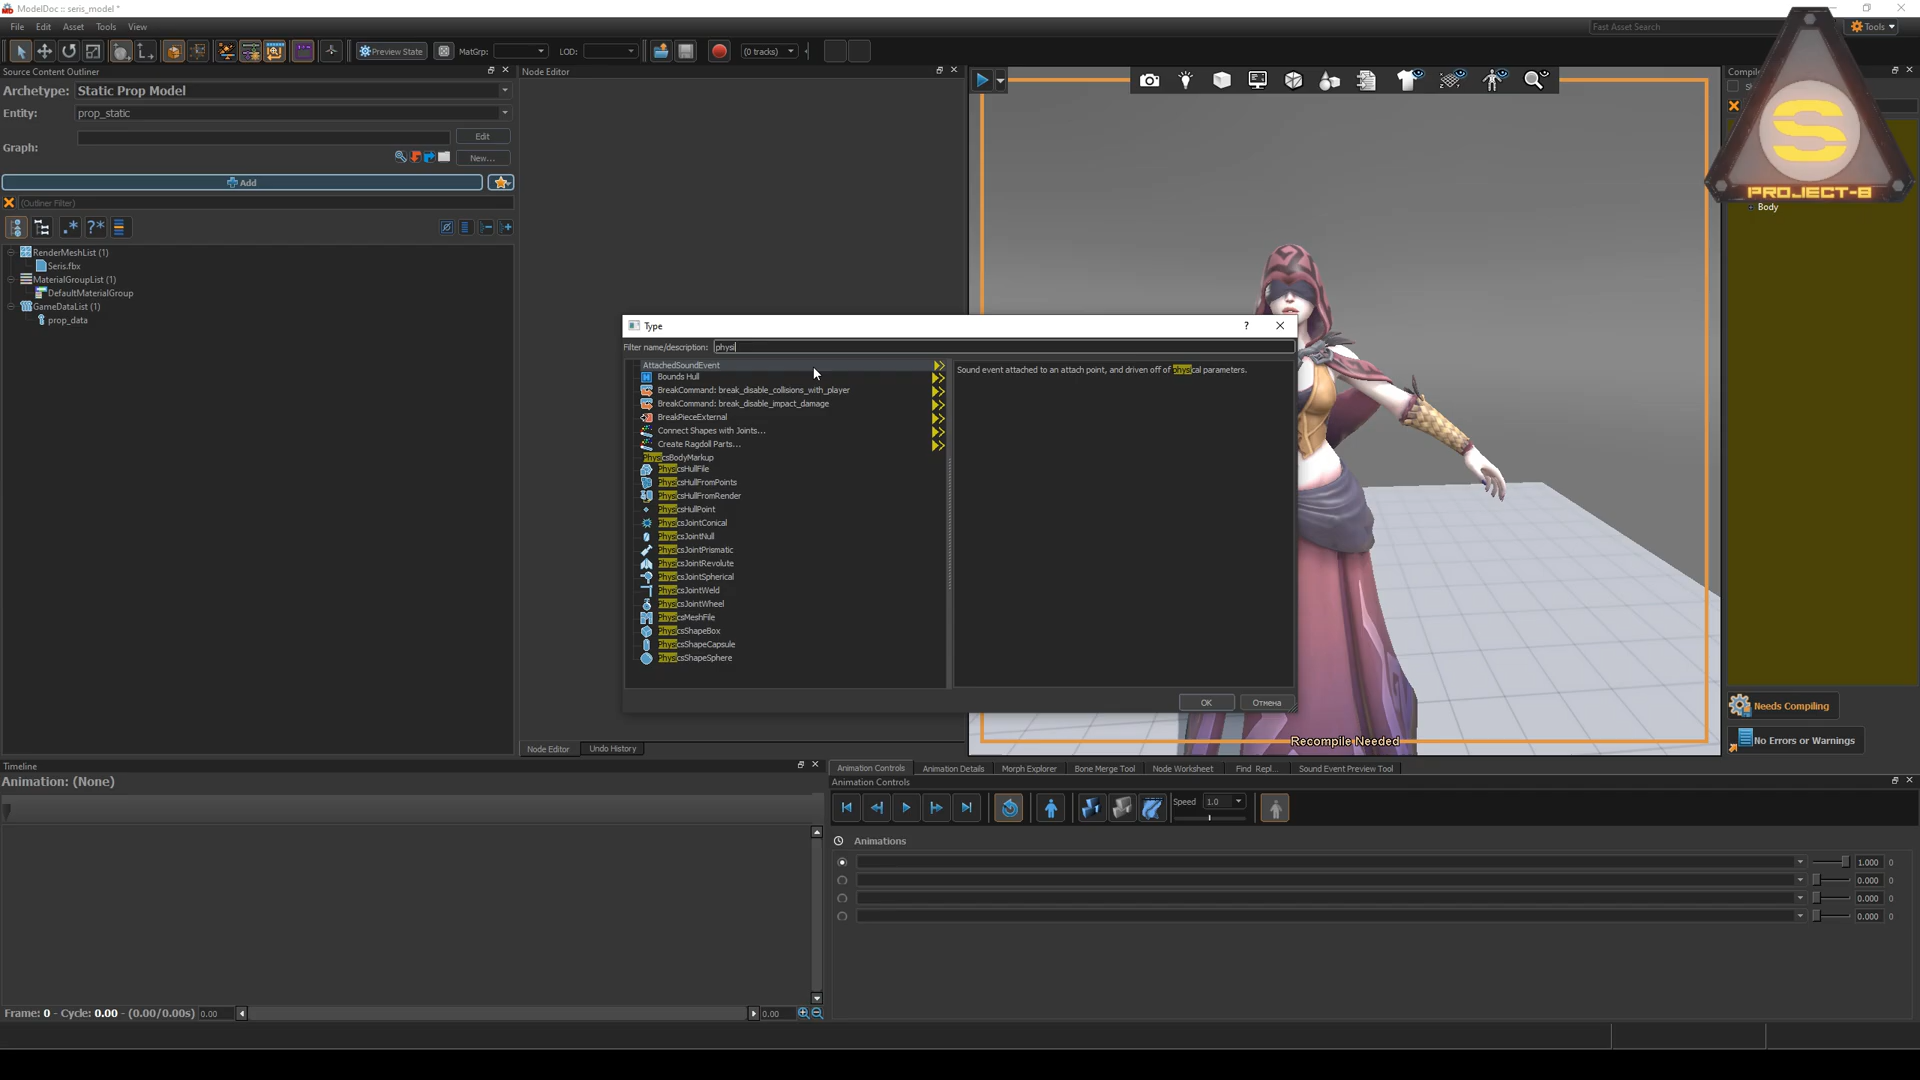 ModelDoc :: seris_model *
File Edit Asset Tools View
Fast Asset Search
Tools
Preview State
MatGrp:
LOD:
(0 tracks)
Source Content Outliner
Node Editor
Archetype: Static Prop Model
Entity: prop_static
Edit
Graph:
New...
Add
(Outliner Filter)
RenderMeshList (1)
Seris.fbx
MaterialGroupList (1)
DefaultMaterialGroup
GameDataList (1)
prop_data
S
PROJECT-8
Body
Type
?
Filter name/description: physi
AttachedSoundEvent
Bounds Hull
BreakCommand: break_disable_collisions_with_player
BreakCommand: break_disable_impact_damage
BreakPieceExternal
Connect Shapes with Joints...
Create Ragdoll Parts...
PhysicsBodyMarkup
PhysicsHullFile
PhysicsHullFromPoints
PhysicsHullFromRender
PhysicsHullPoint
PhysicsJointConical
PhysicsJointNull
PhysicsJointPrismatic
PhysicsJointRevolute
PhysicsJointSpherical
PhysicsJointWeld
PhysicsJointWheel
PhysicsMeshFile
PhysicsShapeBox
PhysicsShapeCapsule
PhysicsShapeSphere
Sound event attached to an attach point, and driven off of physical parameters.
OK
Отмена
Needs Compiling
No Errors or Warnings
Recompile Needed
Node Editor Undo History
Timeline
Animation: (None)
Animation Controls Animation Details Morph Explorer Bone Merge Tool Node Worksheet Find Repl... Sound Event Preview Tool
Animation Controls
Speed 1.0
Animations
1.000 0
0.000 0
0.000 0
0.000 0
Frame: 0 - Cycle: 0.00 - (0.00/0.00s) 0.00
0.00